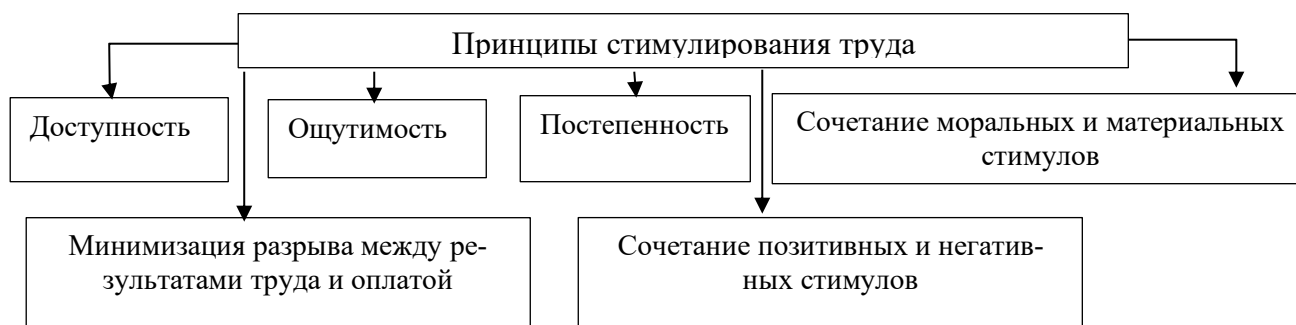 Принципы стимулирования труда
Доступность
Ощутимость
Постепенность
Сочетание моральных и материальных
стимулов
Минимизация разрыва между ре-
зультатами труда и оплатой
Сочетание позитивных и негатив-
ных стимулов